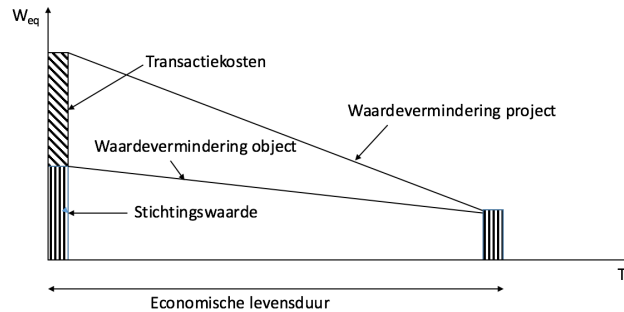 Weq
Transactiekosten
Waardevermindering project
Waardevermindering object
Stichtingswaarde
T
Economische levensduur